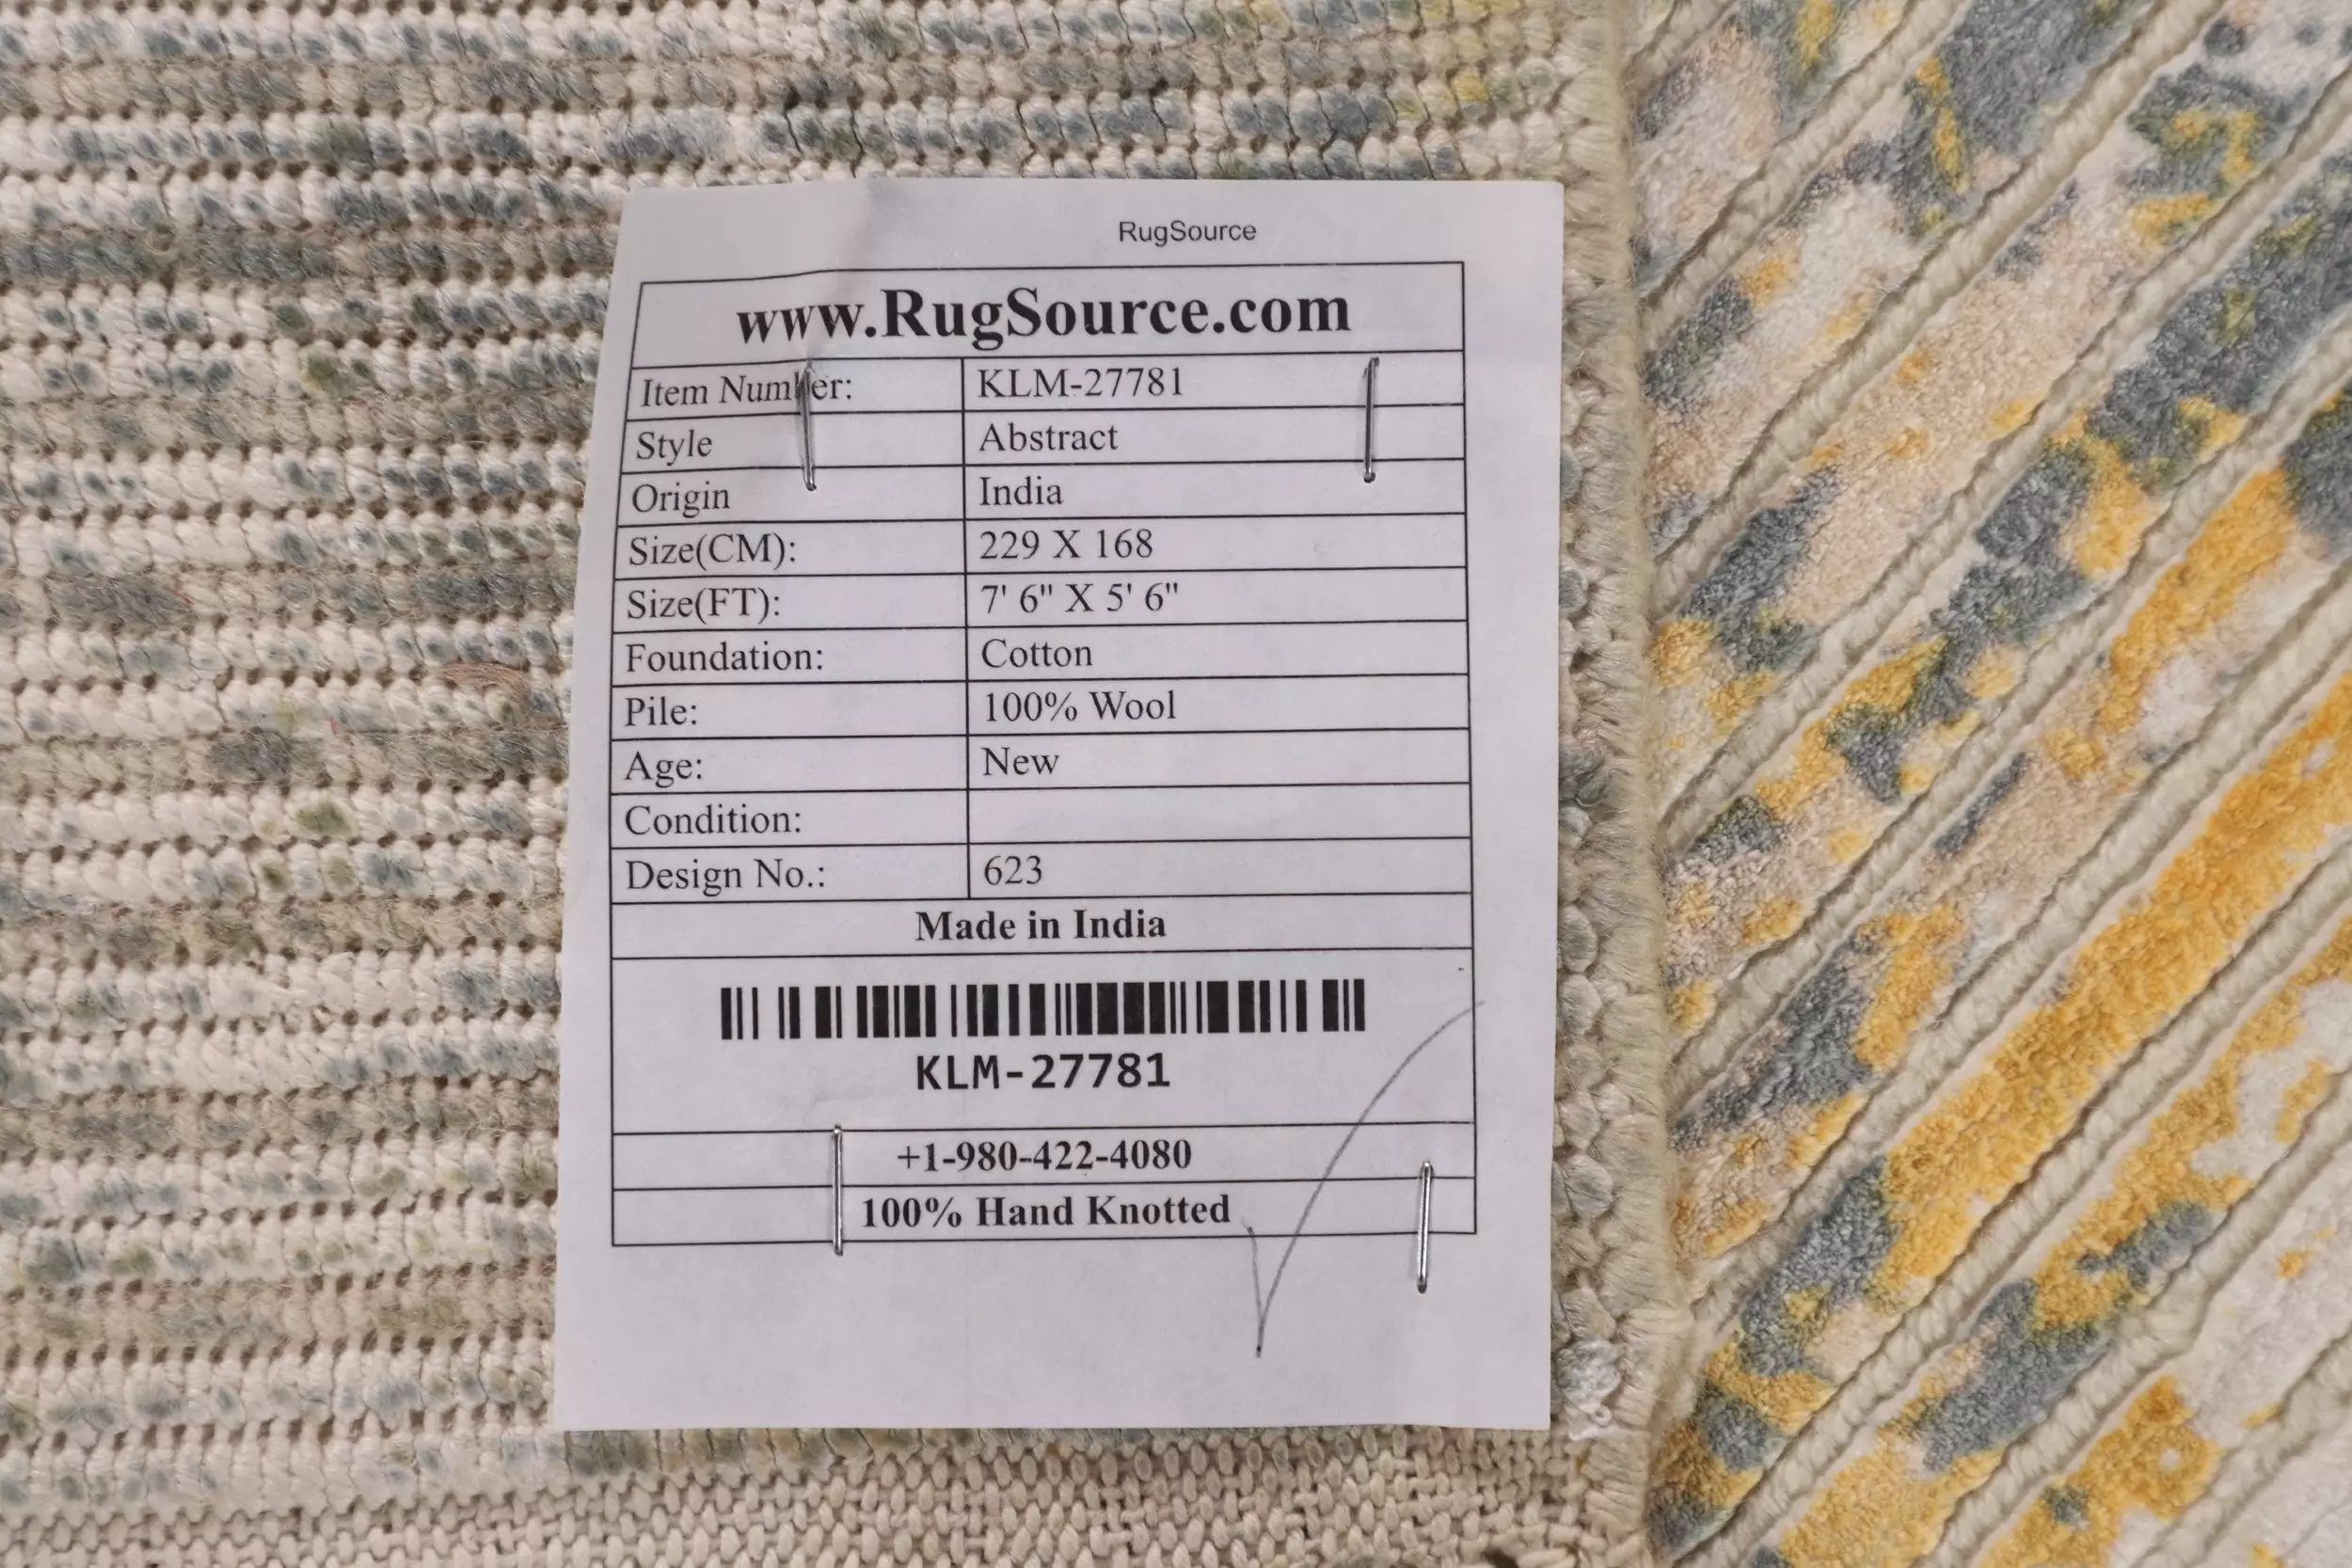 RugSource
www.RugSource.com
Item Number: KLM-27781
Style Abstract
Origin India
Size(CM): 229 X 168
Size(FT): 7' 6" X 5' 6"
Foundation: Cotton
Pile: 100% Wool
Age: New
Condition:
Design No.: 623
Made in India
KLM-27781
+1-980-422-4080
100% Hand Knotted